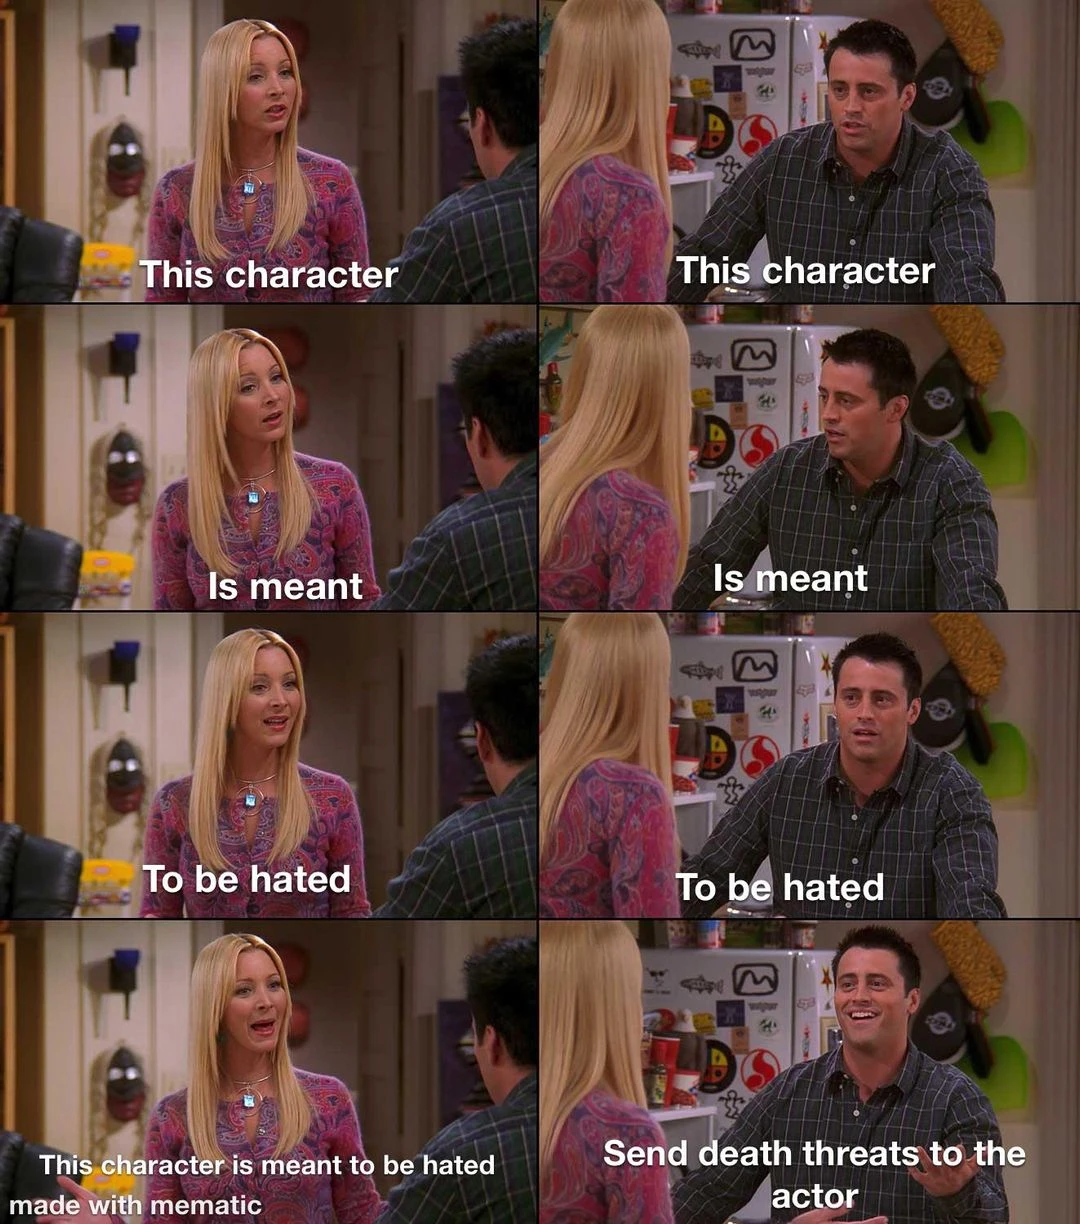 This character
This character
Is meant
Is meant
To be hated
To be hated
This character is meant to be hated
made with mematic
Send death threats to the
actor